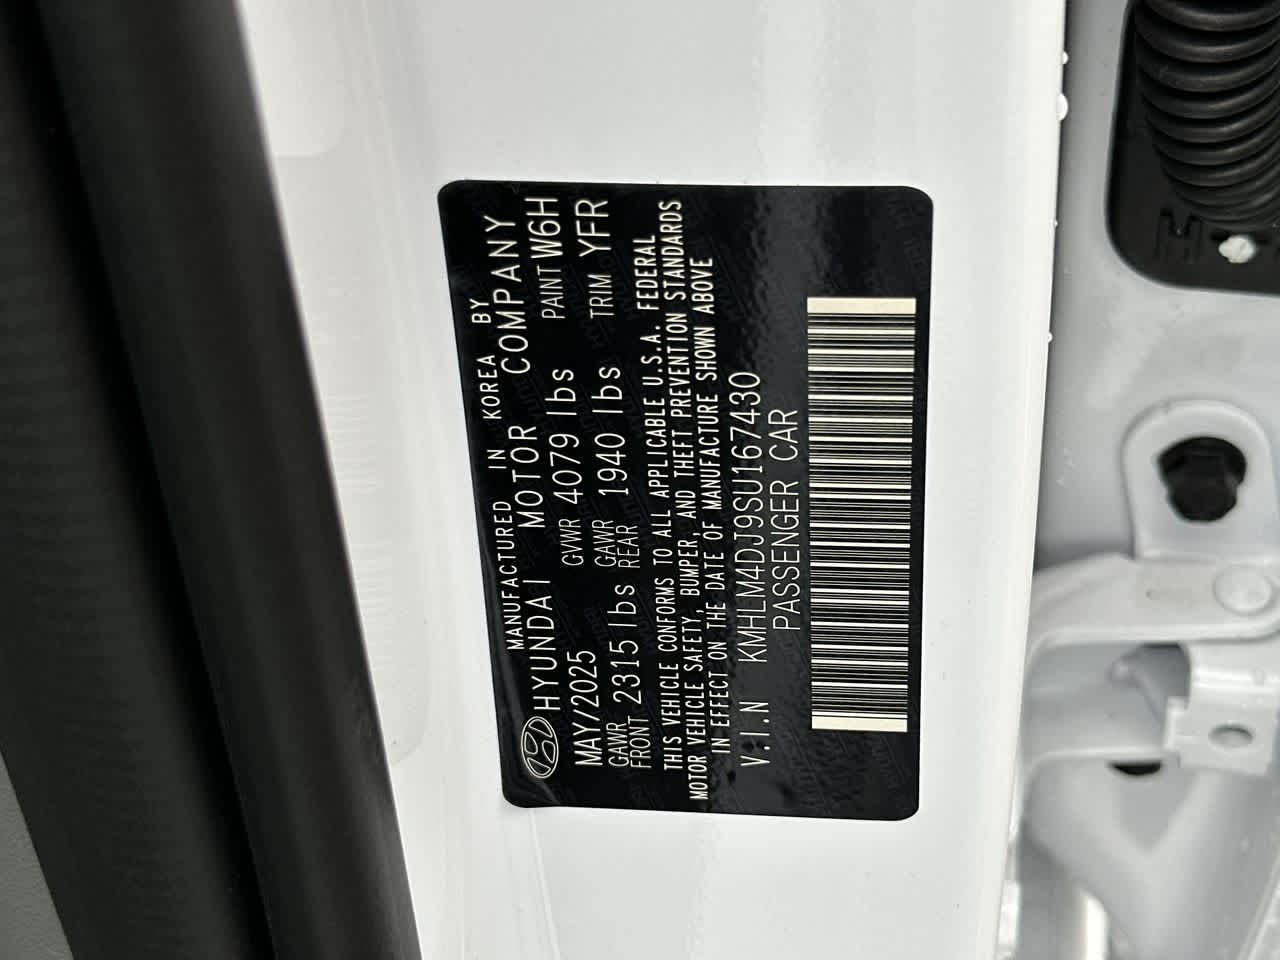 MANUFACTURED IN KOREA BY
HYUNDAI MOTOR COMPANY
MAY/2025 GVWR 4079 lbs PAINT W6H
GAWR FRONT 2315 lbs GAWR REAR 1940 lbs TRIM YFR
THIS VEHICLE CONFORMS TO ALL APPLICABLE U.S.A. FEDERAL
MOTOR VEHICLE SAFETY, BUMPER, AND THEFT PREVENTION STANDARDS
IN EFFECT ON THE DATE OF MANUFACTURE SHOWN ABOVE
V.I.N KMHLM4DJ9SU167430
PASSENGER CAR